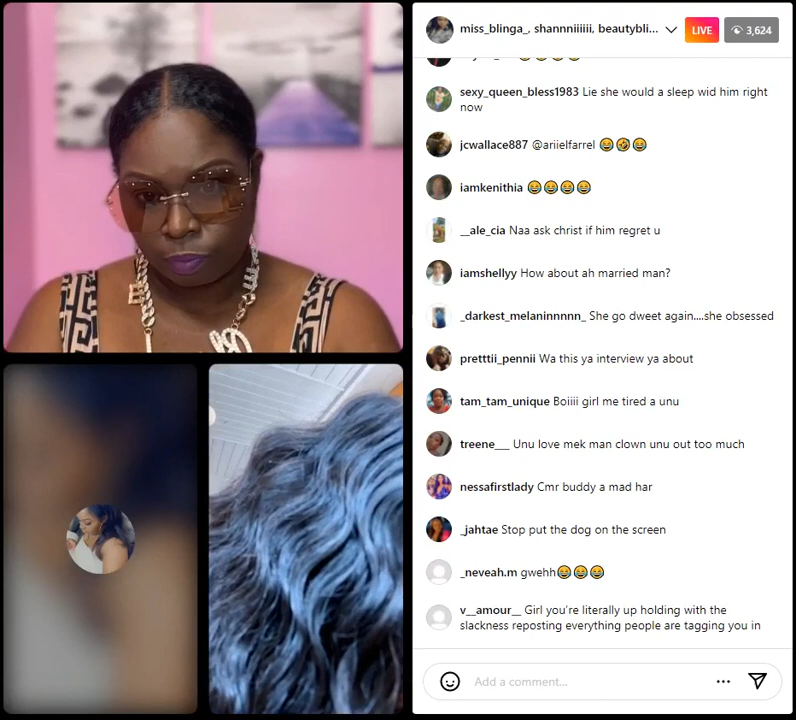 miss_blinga_, shannniiiiii, beautybli...
LIVE
3,624
sexy_queen_bless1983 Lie she would a sleep wid him right
now
jcwallace887 @ariielfarrel 😂🤣😂
iamkenithia 😂😂😂😂
__ale_cia Naa ask christ if him regret u
iamshellyy How about ah married man?
_darkest_melaninnnnn_ She go dweet again....she obsessed
pretttii_pennii Wa this ya interview ya about
tam_tam_unique Boiiii girl me tired a unu
treene___ Unu love mek man clown unu out too much
nessafirstlady Cmr buddy a mad har
_jahtae Stop put the dog on the screen
_neveah.m gwehh😂😂😂
v__amour__ Girl you're literally up holding with the
slackness reposting everything people are tagging you in
Add a comment...